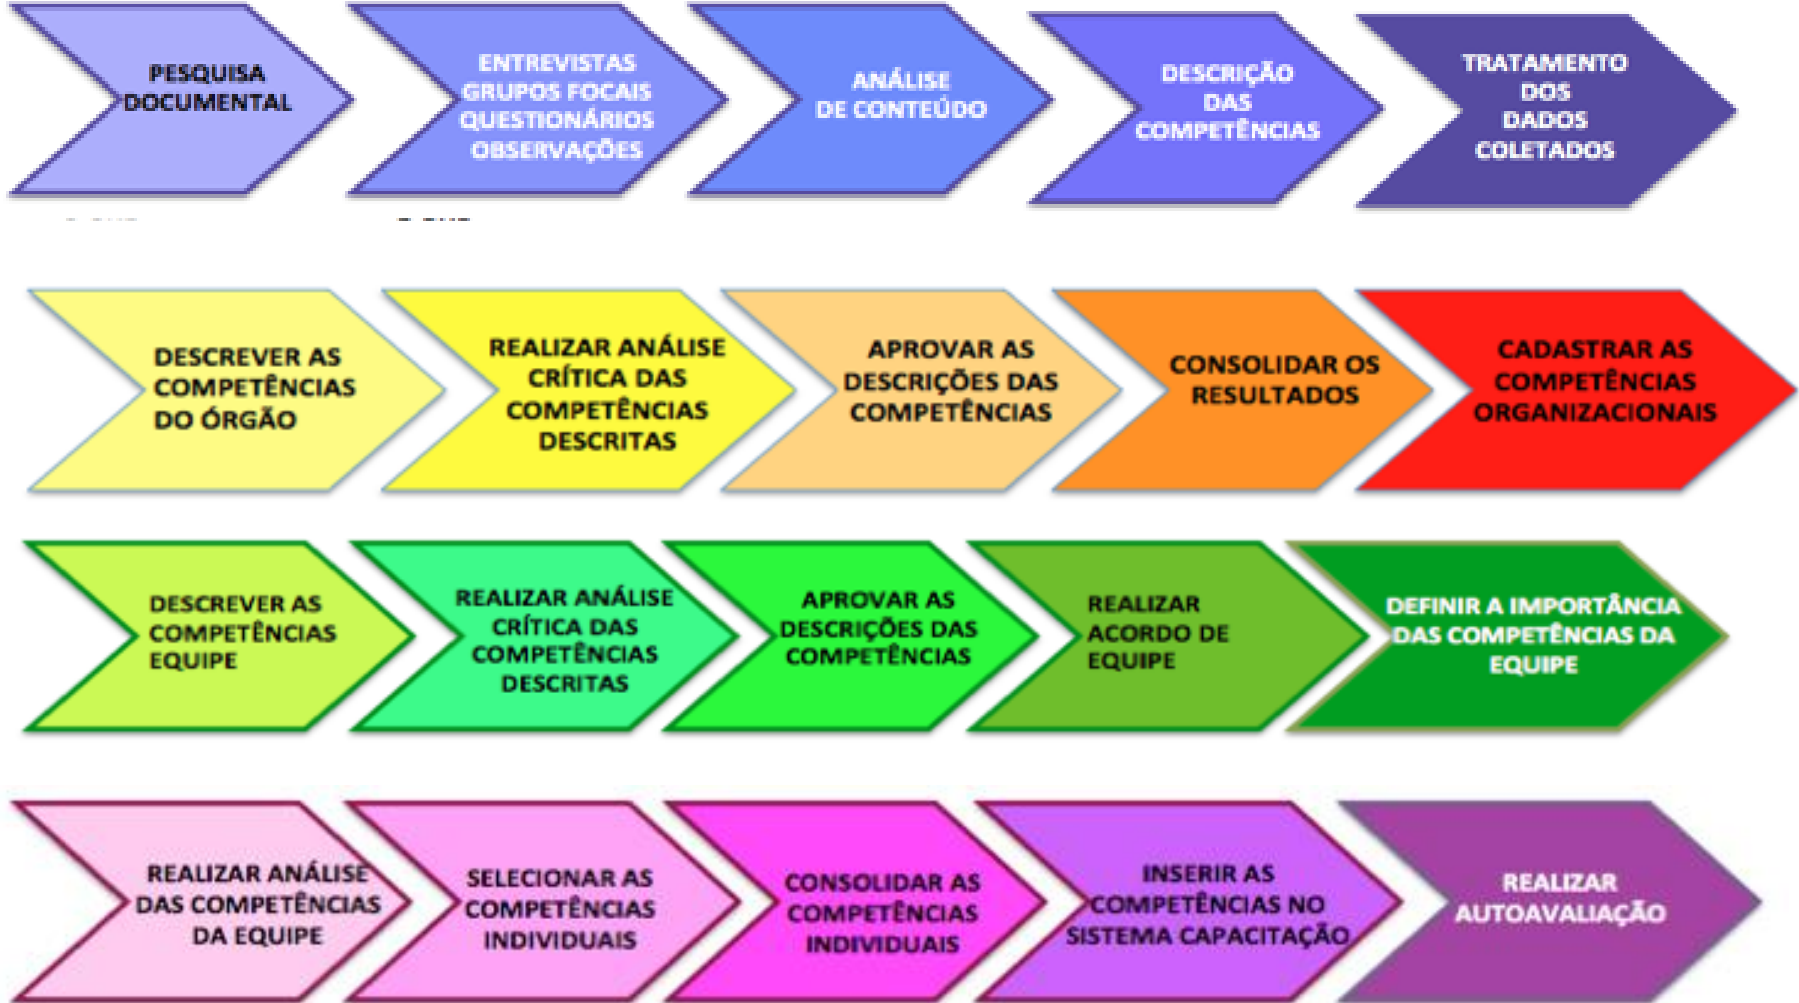 PESQUISA
DOCUMENTAL
ENTREVISTAS
GRUPOS FOCAIS
QUESTIONÁRIOS
OBSERVAÇÕES
ANÁLISE
DE CONTEÚDO
DESCRIÇÃO
DAS
COMPETÊNCIAS
TRATAMENTO
DOS
DADOS
COLETADOS
DESCREVER AS
COMPETÊNCIAS
DO ÓRGÃO
REALIZAR ANÁLISE
CRÍTICA DAS
COMPETÊNCIAS
DESCRITAS
APROVAR AS
DESCRIÇÕES DAS
COMPETÊNCIAS
CONSOLIDAR OS
RESULTADOS
CADASTRAR AS
COMPETÊNCIAS
ORGANIZACIONAIS
DESCREVER AS
COMPETÊNCIAS
EQUIPE
REALIZAR ANÁLISE
CRÍTICA DAS
COMPETÊNCIAS
DESCRITAS
APROVAR AS
DESCRIÇÕES DAS
COMPETÊNCIAS
REALIZAR
ACORDO DE
EQUIPE
DEFINIR A IMPORTÂNCIA
DAS COMPETÊNCIAS DA
EQUIPE
REALIZAR ANÁLISE
DAS COMPETÊNCIAS
DA EQUIPE
SELECIONAR AS
COMPETÊNCIAS
INDIVIDUAIS
CONSOLIDAR AS
COMPETÊNCIAS
INDIVIDUAIS
INSERIR AS
COMPETÊNCIAS NO
SISTEMA CAPACITAÇÃO
REALIZAR
AUTOAVALIAÇÃO